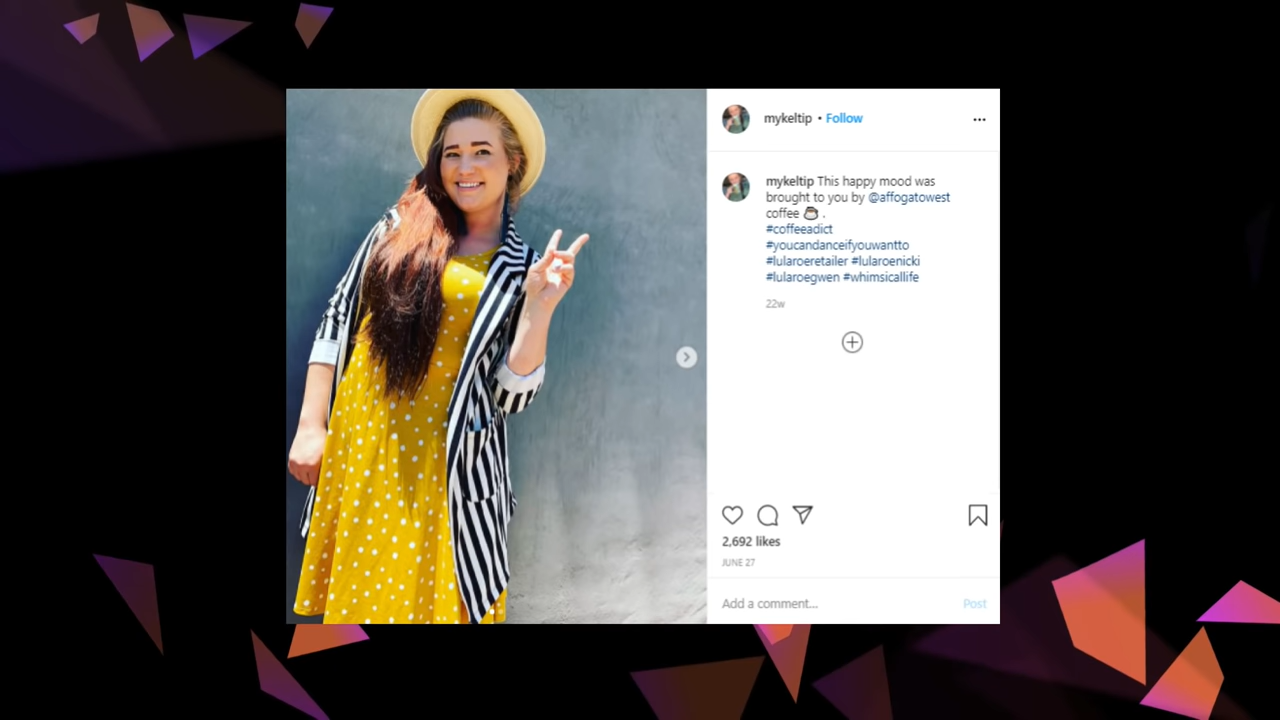 mykeltip • Follow
mykeltip This happy mood was
brought to you by @affogatowest
coffee ☕ .
#coffeeadict
#youcandanceifyouwantto
#lularoeretailer #lularoenicki
#lularoegwen #whimsicallife
22w
2,692 likes
JUNE 27
Add a comment...
Post